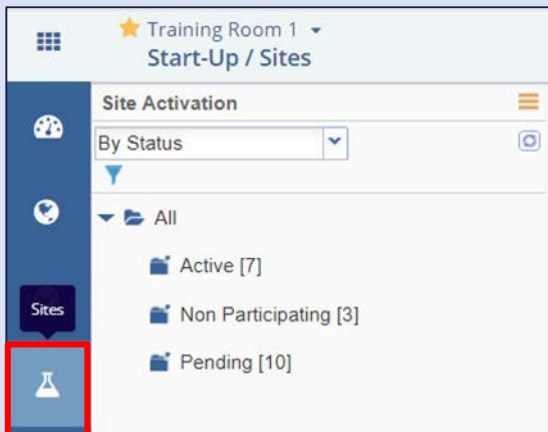 Training Room 1
Start-Up / Sites
Site Activation
By Status
All
Active [7]
Non Participating [3]
Pending [10]
Sites